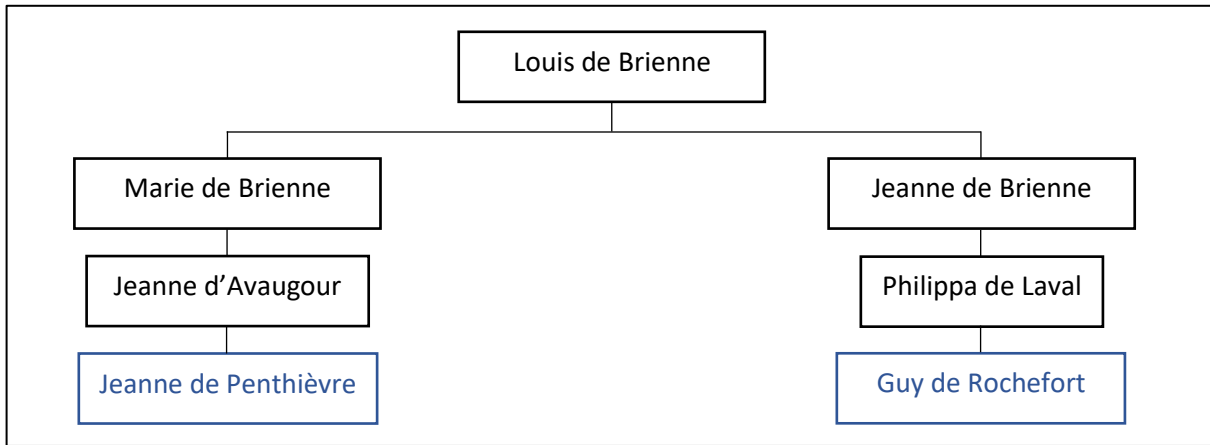 Louis de Brienne
Marie de Brienne
Jeanne de Brienne
Jeanne d’Avaugour
Philippa de Laval
Jeanne de Penthièvre
Guy de Rochefort